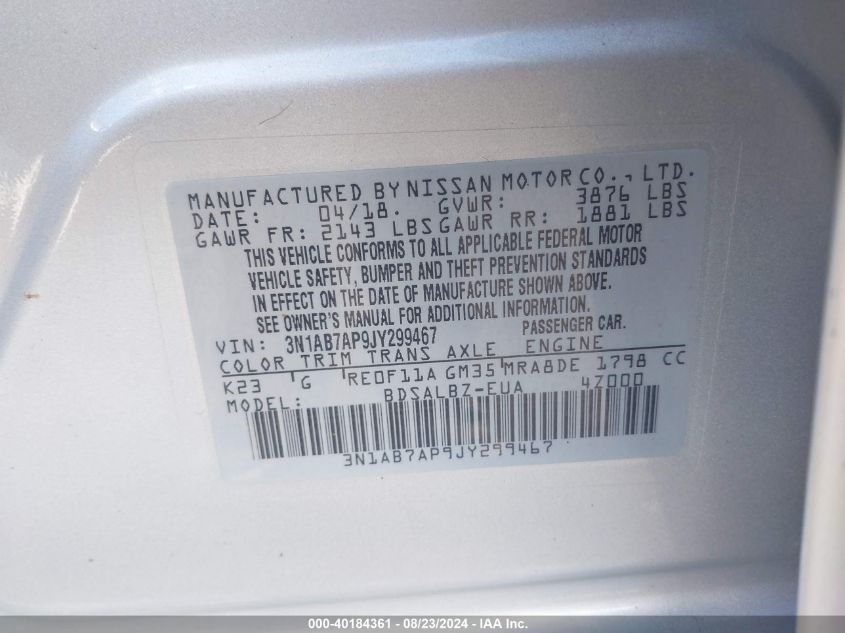 MANUFACTURED BY NISSAN MOTOR CO., LTD.
DATE: 04/18. GVWR: 3876 LBS
GAWR FR: 2143 LBS GAWR RR: 1881 LBS
THIS VEHICLE CONFORMS TO ALL APPLICABLE FEDERAL MOTOR
VEHICLE SAFETY, BUMPER AND THEFT PREVENTION STANDARDS
IN EFFECT ON THE DATE OF MANUFACTURE SHOWN ABOVE.
SEE OWNER'S MANUAL FOR ADDITIONAL INFORMATION.
VIN: 3N1AB7AP9JY299467 PASSENGER CAR.
COLOR TRIM TRANS AXLE ENGINE
K23 G RE0F11A GM35 MRA8DE 1798 CC
MODEL: BDSALBZ-EUA 4Z000
3N1AB7AP9JY299467
000-40184361 - 08/23/2024 - IAA Inc.